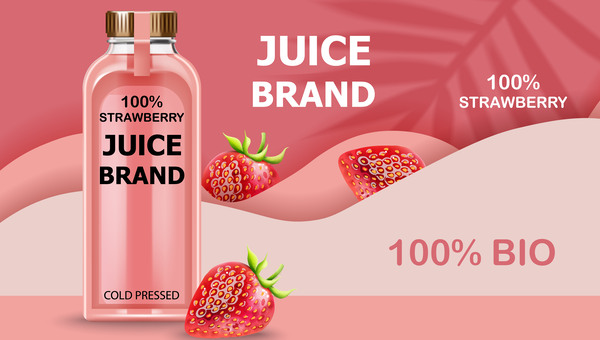 100%
STRAWBERRY
JUICE
BRAND
COLD PRESSED
JUICE
BRAND
100%
STRAWBERRY
100% BIO